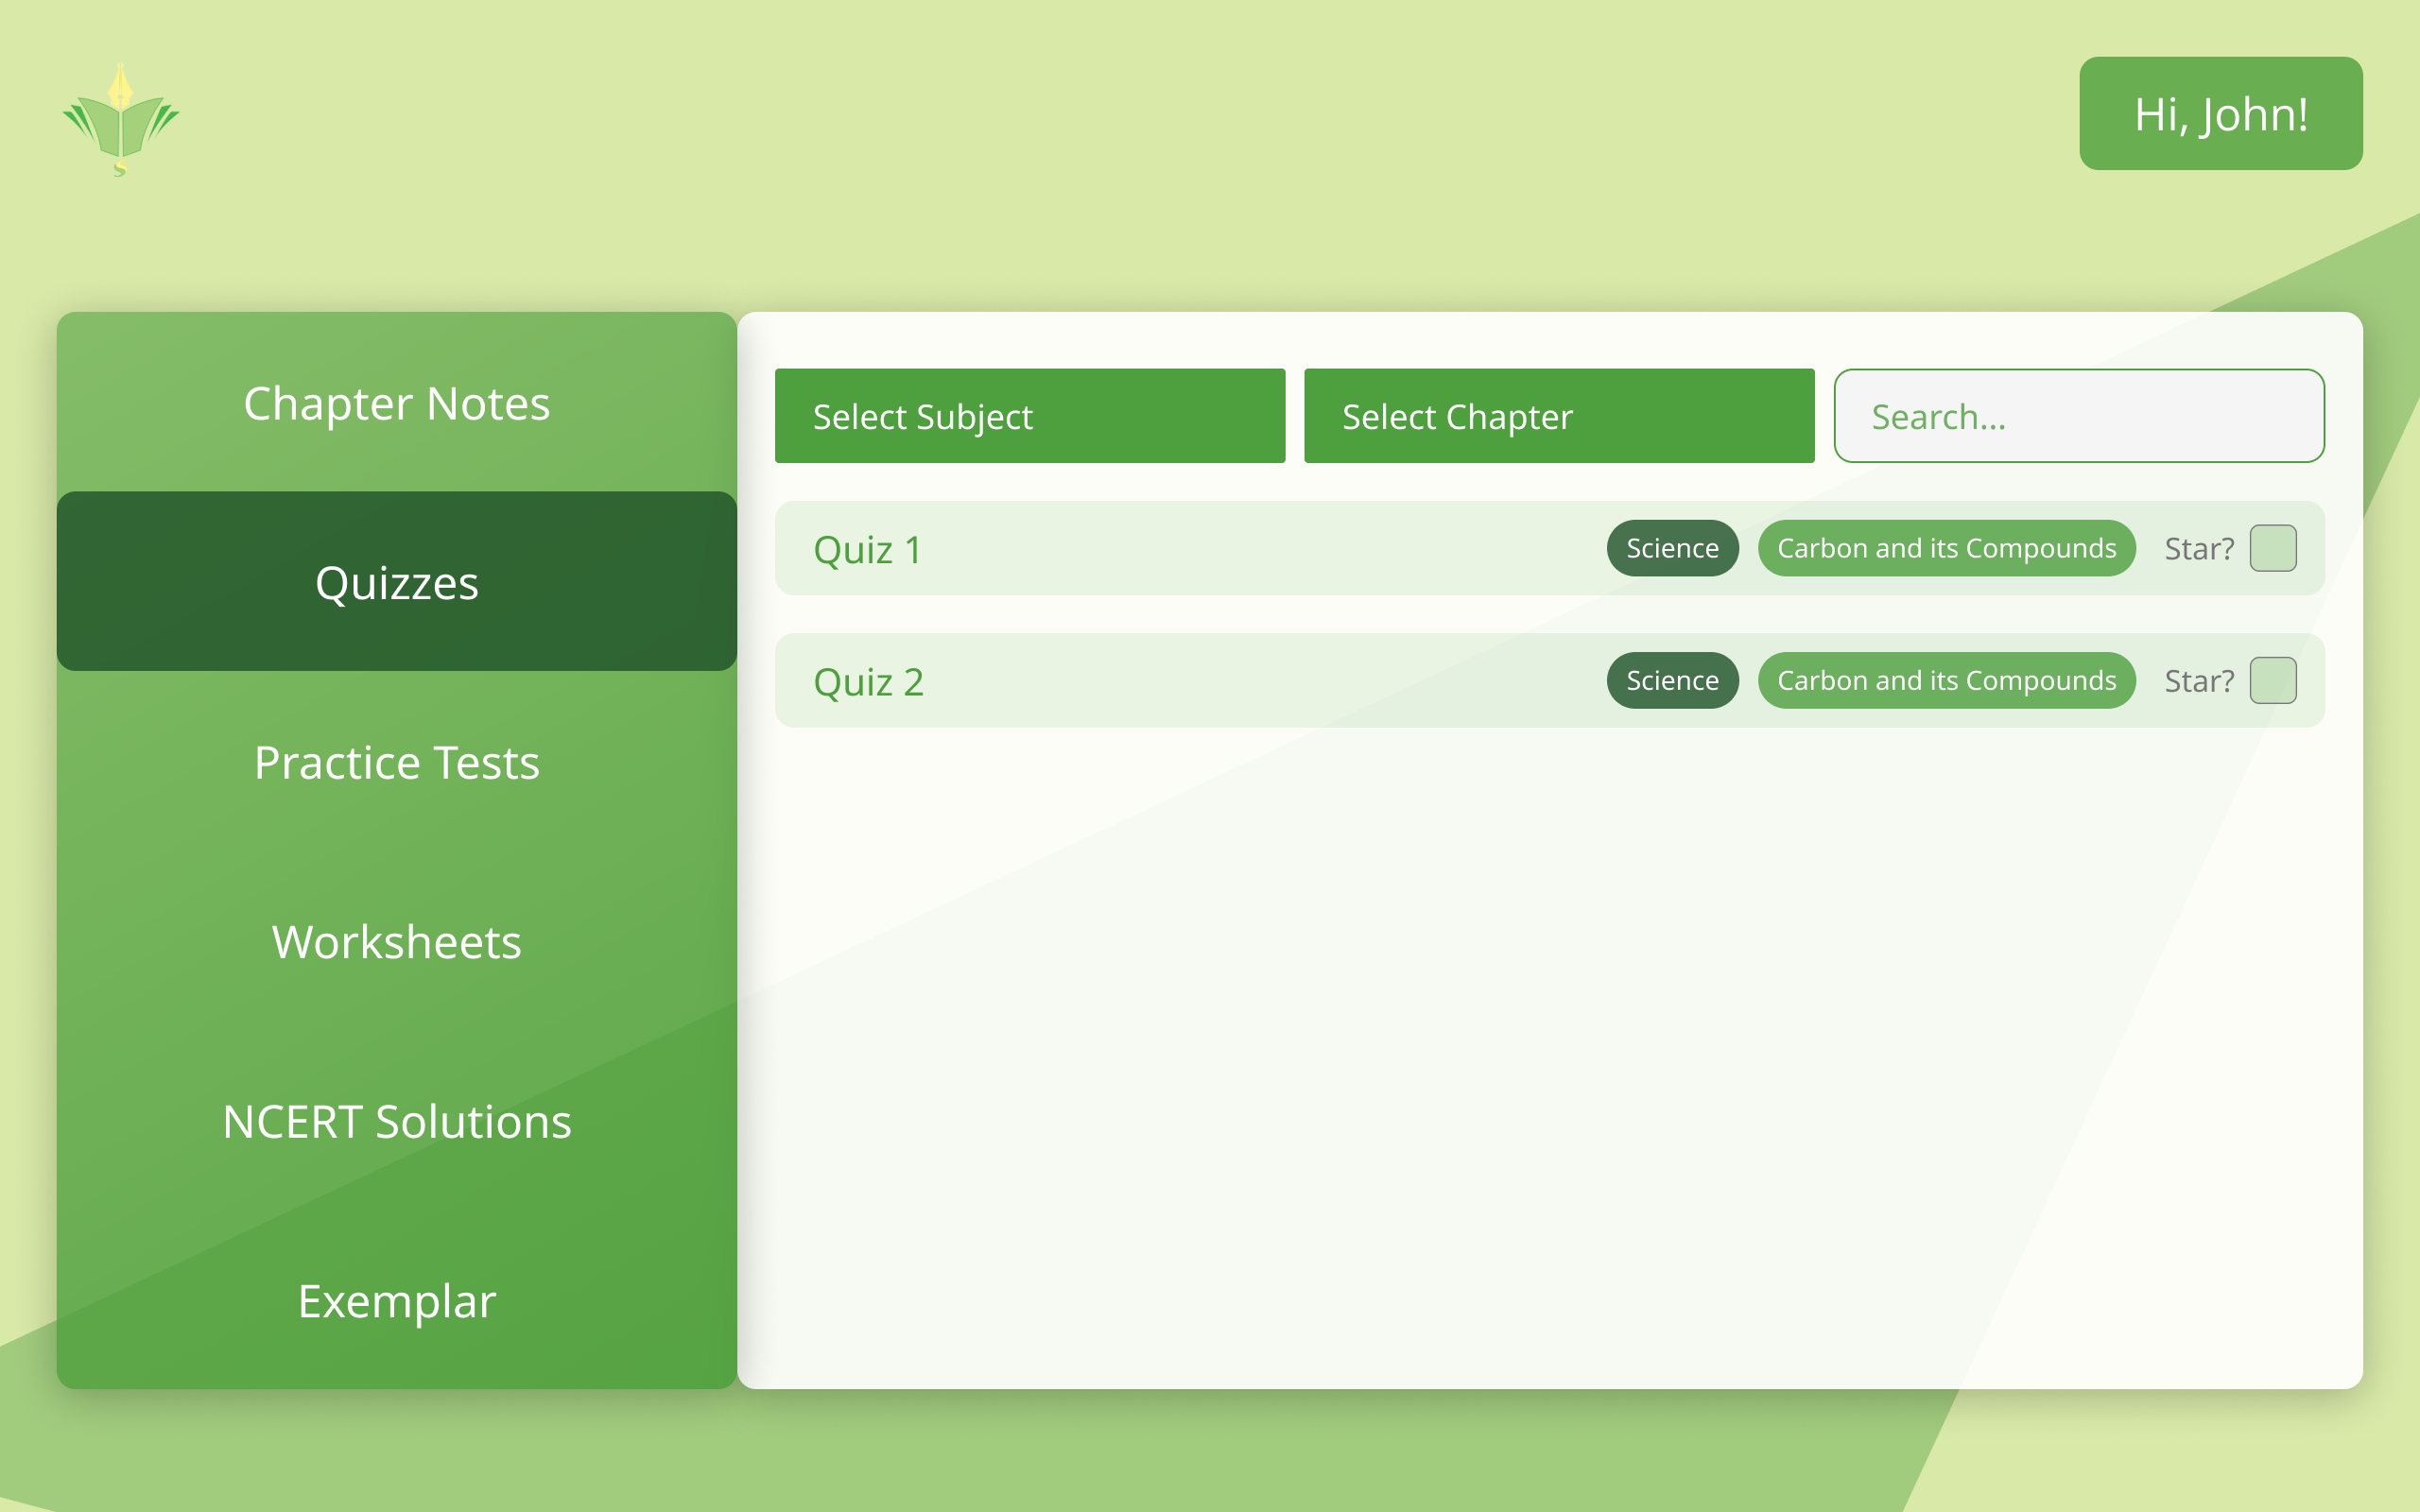 Hi, John!
Chapter Notes
Quizzes
Practice Tests
Worksheets
NCERT Solutions
Exemplar
Select Subject
Select Chapter
Search...
Quiz 1
Science
Carbon and its Compounds
Star?
Quiz 2
Science
Carbon and its Compounds
Star?